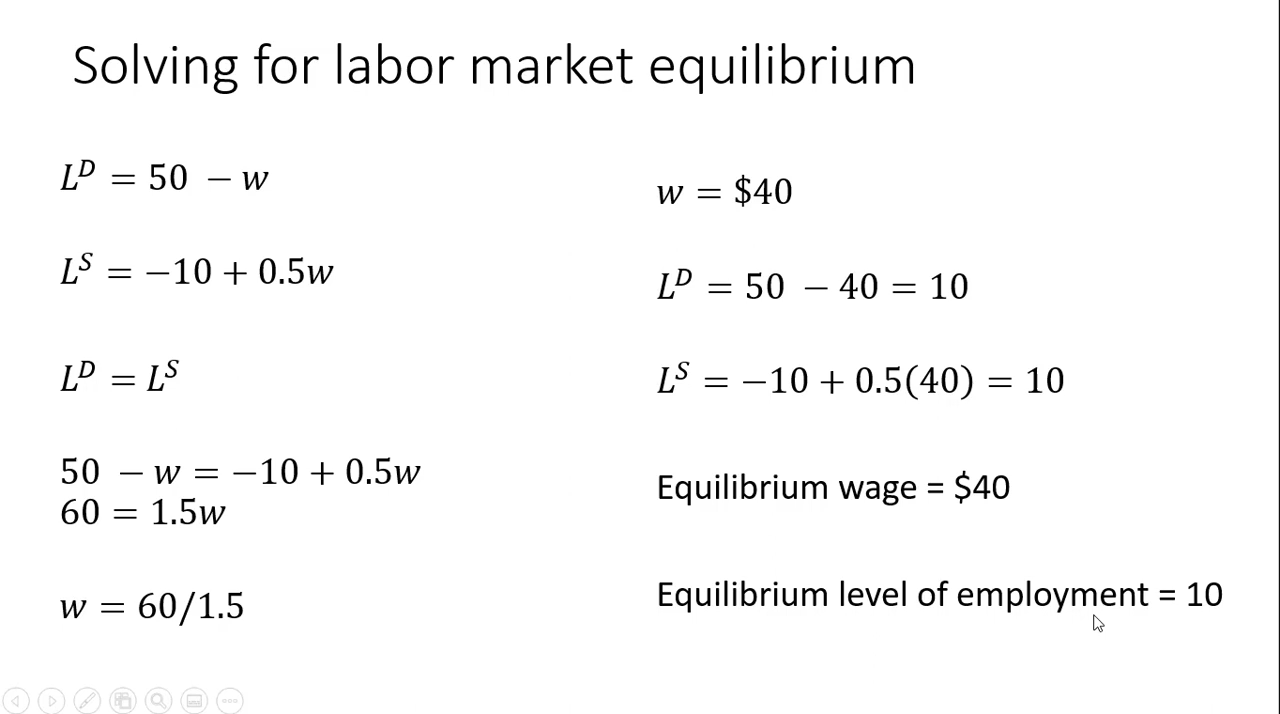 Solving for labor market equilibrium
L^D = 50 − w
L^S = −10 + 0.5w
L^D = L^S
50 − w = −10 + 0.5w
60 = 1.5w
w = 60/1.5
w = $40
L^D = 50 − 40 = 10
L^S = −10 + 0.5(40) = 10
Equilibrium wage = $40
Equilibrium level of employment = 10